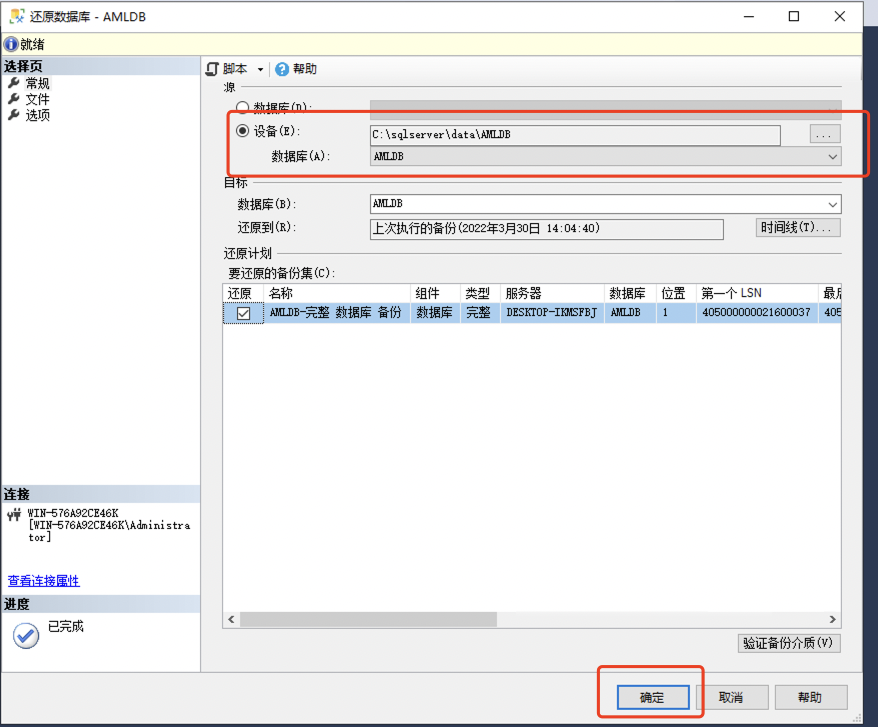 还原数据库 - AMLDB
就绪
选择页
常规
文件
选项
脚本 帮助
源
数据库(D):
设备(E): C:\sqlserver\data\AMLDB ...
数据库(A): AMLDB
目标
数据库(B): AMLDB
还原到(R): 上次执行的备份(2022年3月30日 14:04:40) 时间线(T)...
还原计划
要还原的备份集(C):
还原 名称 组件 类型 服务器 数据库 位置 第一个 LSN 最后
AMLDB-完整 数据库 备份 数据库 完整 DESKTOP-IKMSFBJ AMLDB 1 405000000021600037 405
连接
WIN-576A92CE46K
[WIN-576A92CE46K\Administra
tor]
查看连接属性
进度
已完成
验证备份介质(V)
确定 取消 帮助